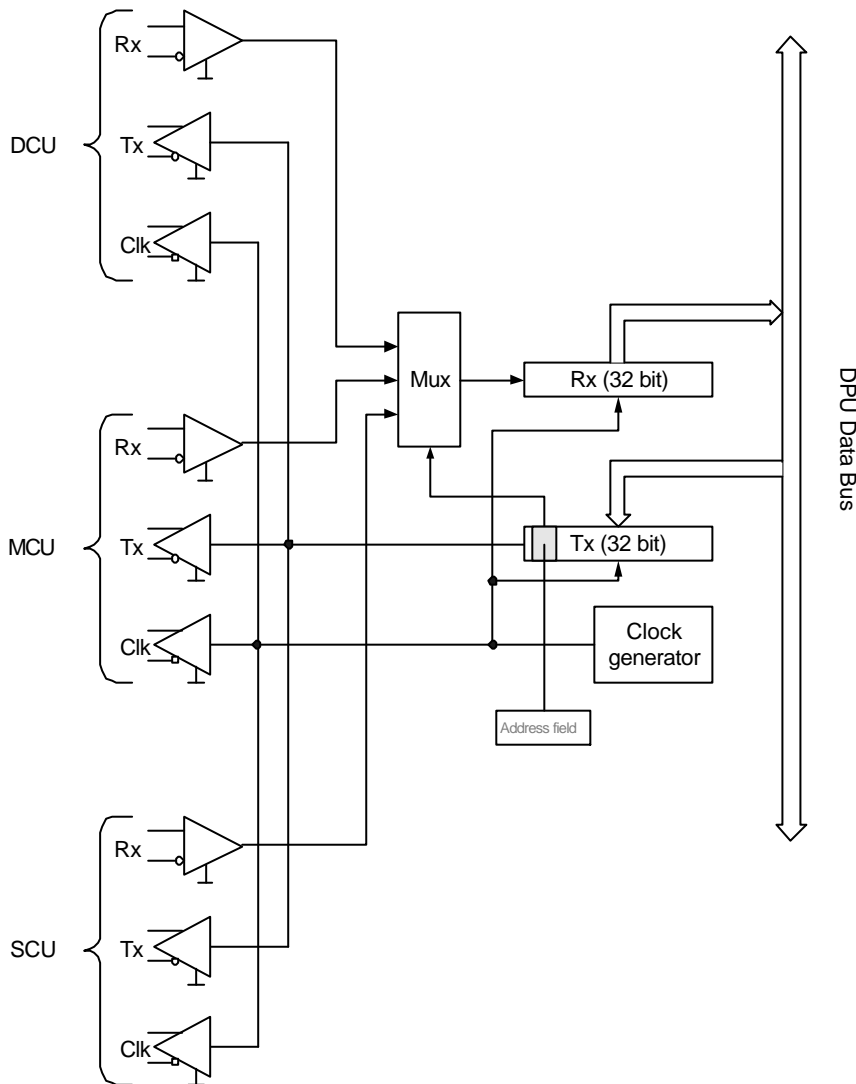 Rx
DCU
Tx
Clk
Mux
Rx (32 bit)
DPU Data Bus
Rx
MCU
Tx
Tx (32 bit)
Clk
Clock
generator
Address field
Rx
SCU
Tx
Clk